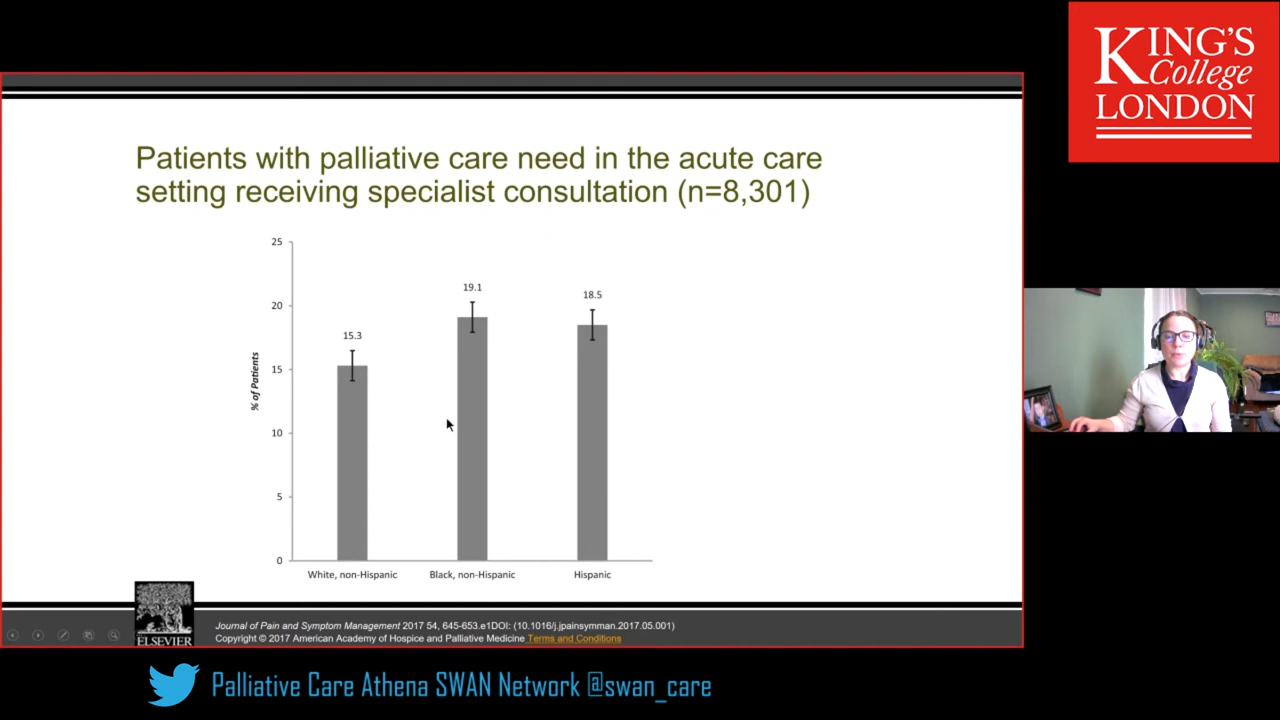 KING'S
College
LONDON
Patients with palliative care need in the acute care
setting receiving specialist consultation (n=8,301)
25
20
15
10
5
0
% of Patients
15.3
19.1
18.5
White, non-Hispanic
Black, non-Hispanic
Hispanic
ELSEVIER
Journal of Pain and Symptom Management 2017 54, 645-653.e1DOI: (10.1016/j.jpainsymman.2017.05.001)
Copyright © 2017 American Academy of Hospice and Palliative Medicine Terms and Conditions
Palliative Care Athena SWAN Network @swan_care